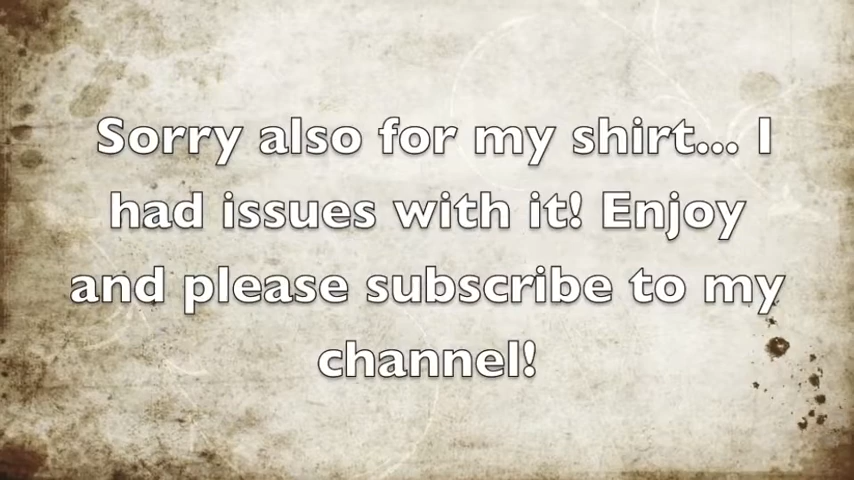 Sorry also for my shirt... I
had issues with it! Enjoy
and please subscribe to my
channel!